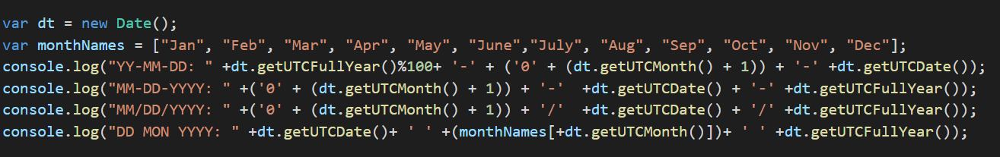 var dt = new Date();
var monthNames = ["Jan", "Feb", "Mar", "Apr", "May", "June","July", "Aug", "Sep", "Oct", "Nov", "Dec"];
console.log("YY-MM-DD: " +dt.getUTCFullYear()%100+ '-' + ('0' + (dt.getUTCMonth() + 1)) + '-' +dt.getUTCDate());
console.log("MM-DD-YYYY: " +('0' + (dt.getUTCMonth() + 1)) + '-'  +dt.getUTCDate() + '-' +dt.getUTCFullYear());
console.log("MM/DD/YYYY: " +('0' + (dt.getUTCMonth() + 1)) + '/'  +dt.getUTCDate() + '/' +dt.getUTCFullYear());
console.log("DD MON YYYY: " +dt.getUTCDate()+ ' ' +(monthNames[+dt.getUTCMonth()])+ ' ' +dt.getUTCFullYear());